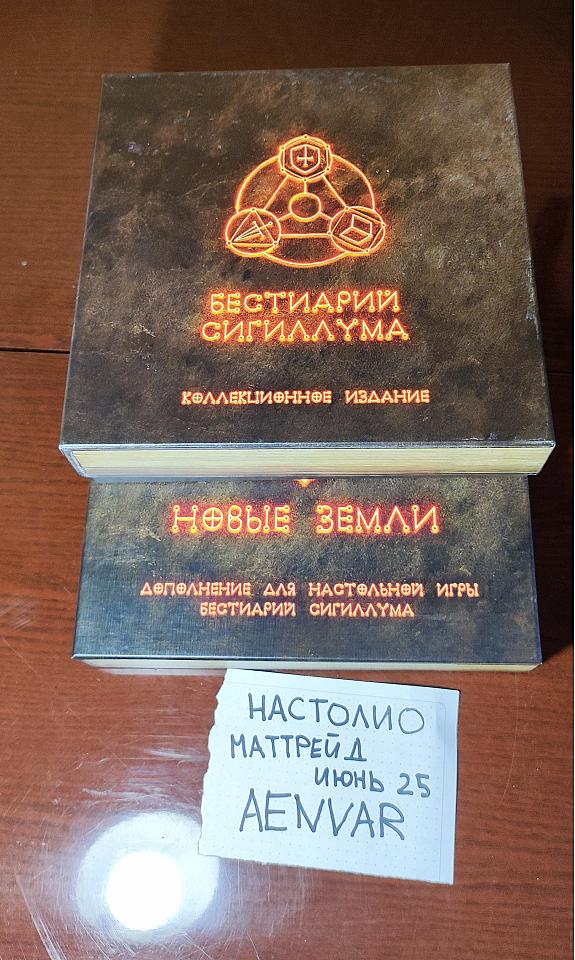 БЕСТИАРИЙ
СИГИЛЛУМА
КОЛЛЕКЦИОННОЕ ИЗДАНИЕ
НОВЫЕ ЗЕМЛИ
ДОПОЛНЕНИЕ ДЛЯ НАСТОЛЬНОЙ ИГРЫ
БЕСТИАРИЙ СИГИЛЛУМА
НАСТОЛИО
МАТТРЕЙД
ИЮНЬ 25
AENVAR